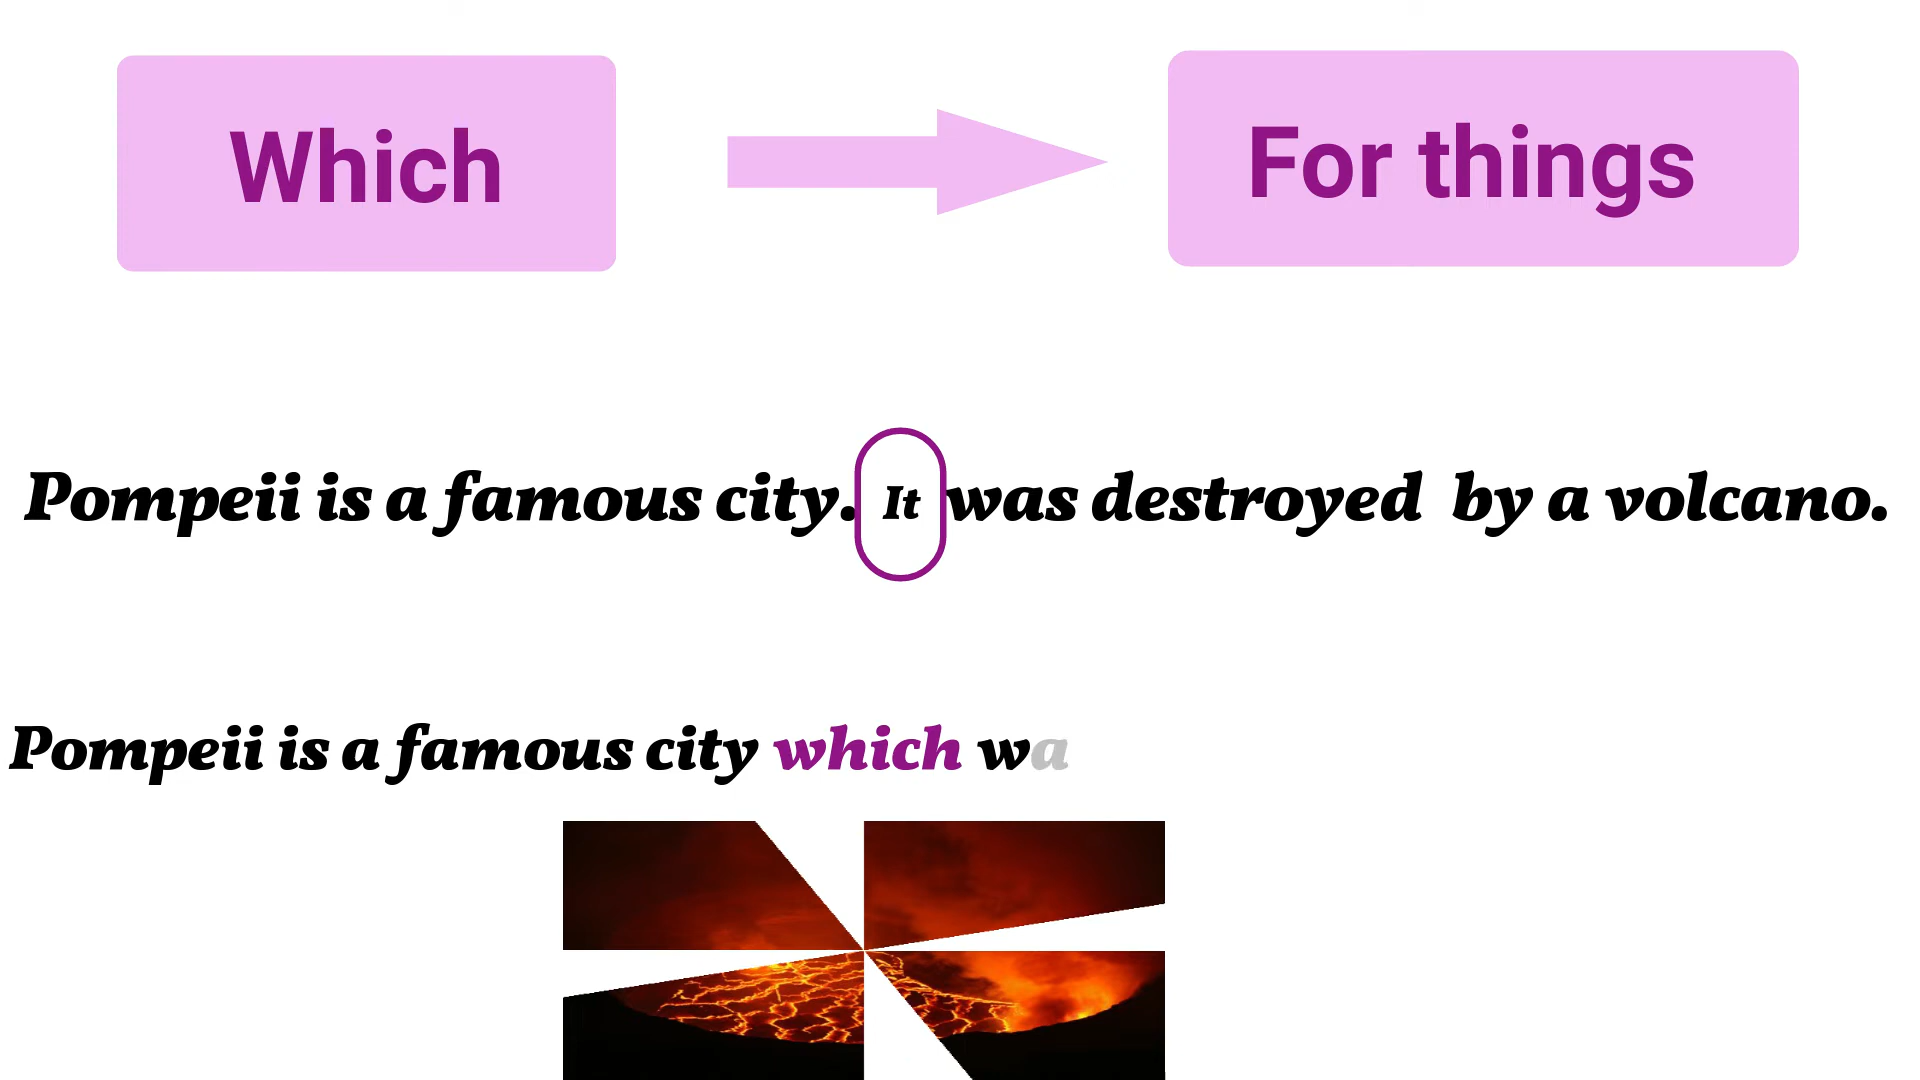 Which
For things
Pompeii is a famous city. It was destroyed by a volcano.
Pompeii is a famous city which wa